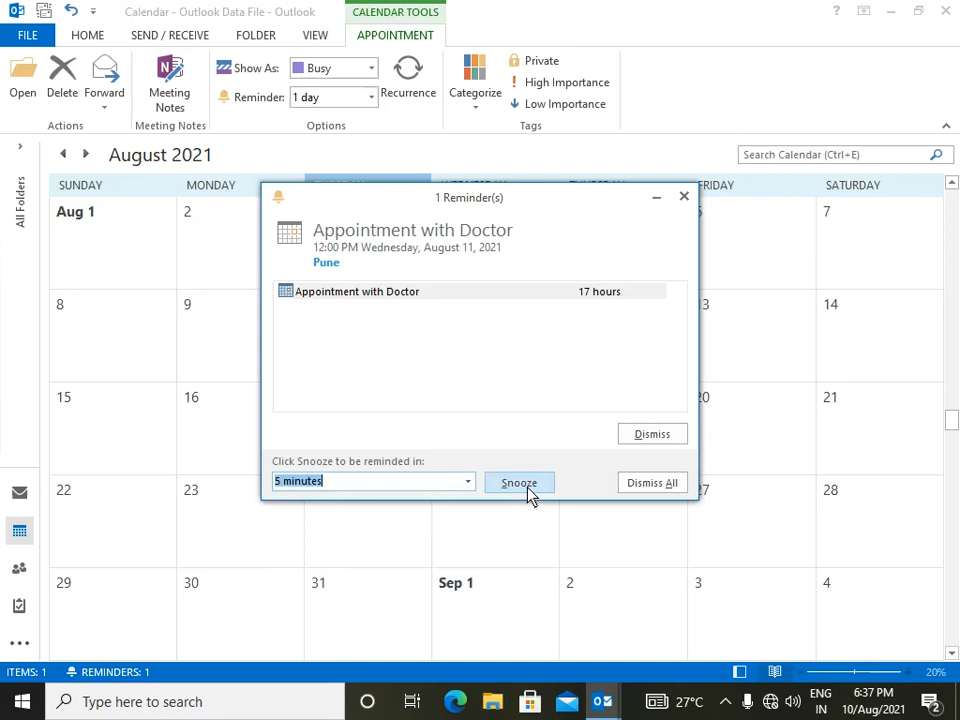 Calendar - Outlook Data File - Outlook
CALENDAR TOOLS
?
FILE
HOME
SEND / RECEIVE
FOLDER
VIEW
APPOINTMENT
Open
Delete
Forward
Actions
Meeting
Notes
Meeting Notes
Show As:
Busy
Reminder:
1 day
Recurrence
Options
Categorize
Private
High Importance
Low Importance
Tags
August 2021
Search Calendar (Ctrl+E)
All Folders
SUNDAY
MONDAY
FRIDAY
SATURDAY
Aug 1
2
7
8
9
13
14
15
16
20
21
22
23
27
28
29
30
31
Sep 1
2
3
4
1 Reminder(s)
Appointment with Doctor
12:00 PM Wednesday, August 11, 2021
Pune
Appointment with Doctor
17 hours
Dismiss
Click Snooze to be reminded in:
5 minutes
Snooze
Dismiss All
ITEMS: 1
REMINDERS: 1
20%
Type here to search
27°C
ENG
IN
6:37 PM
10/Aug/2021
2